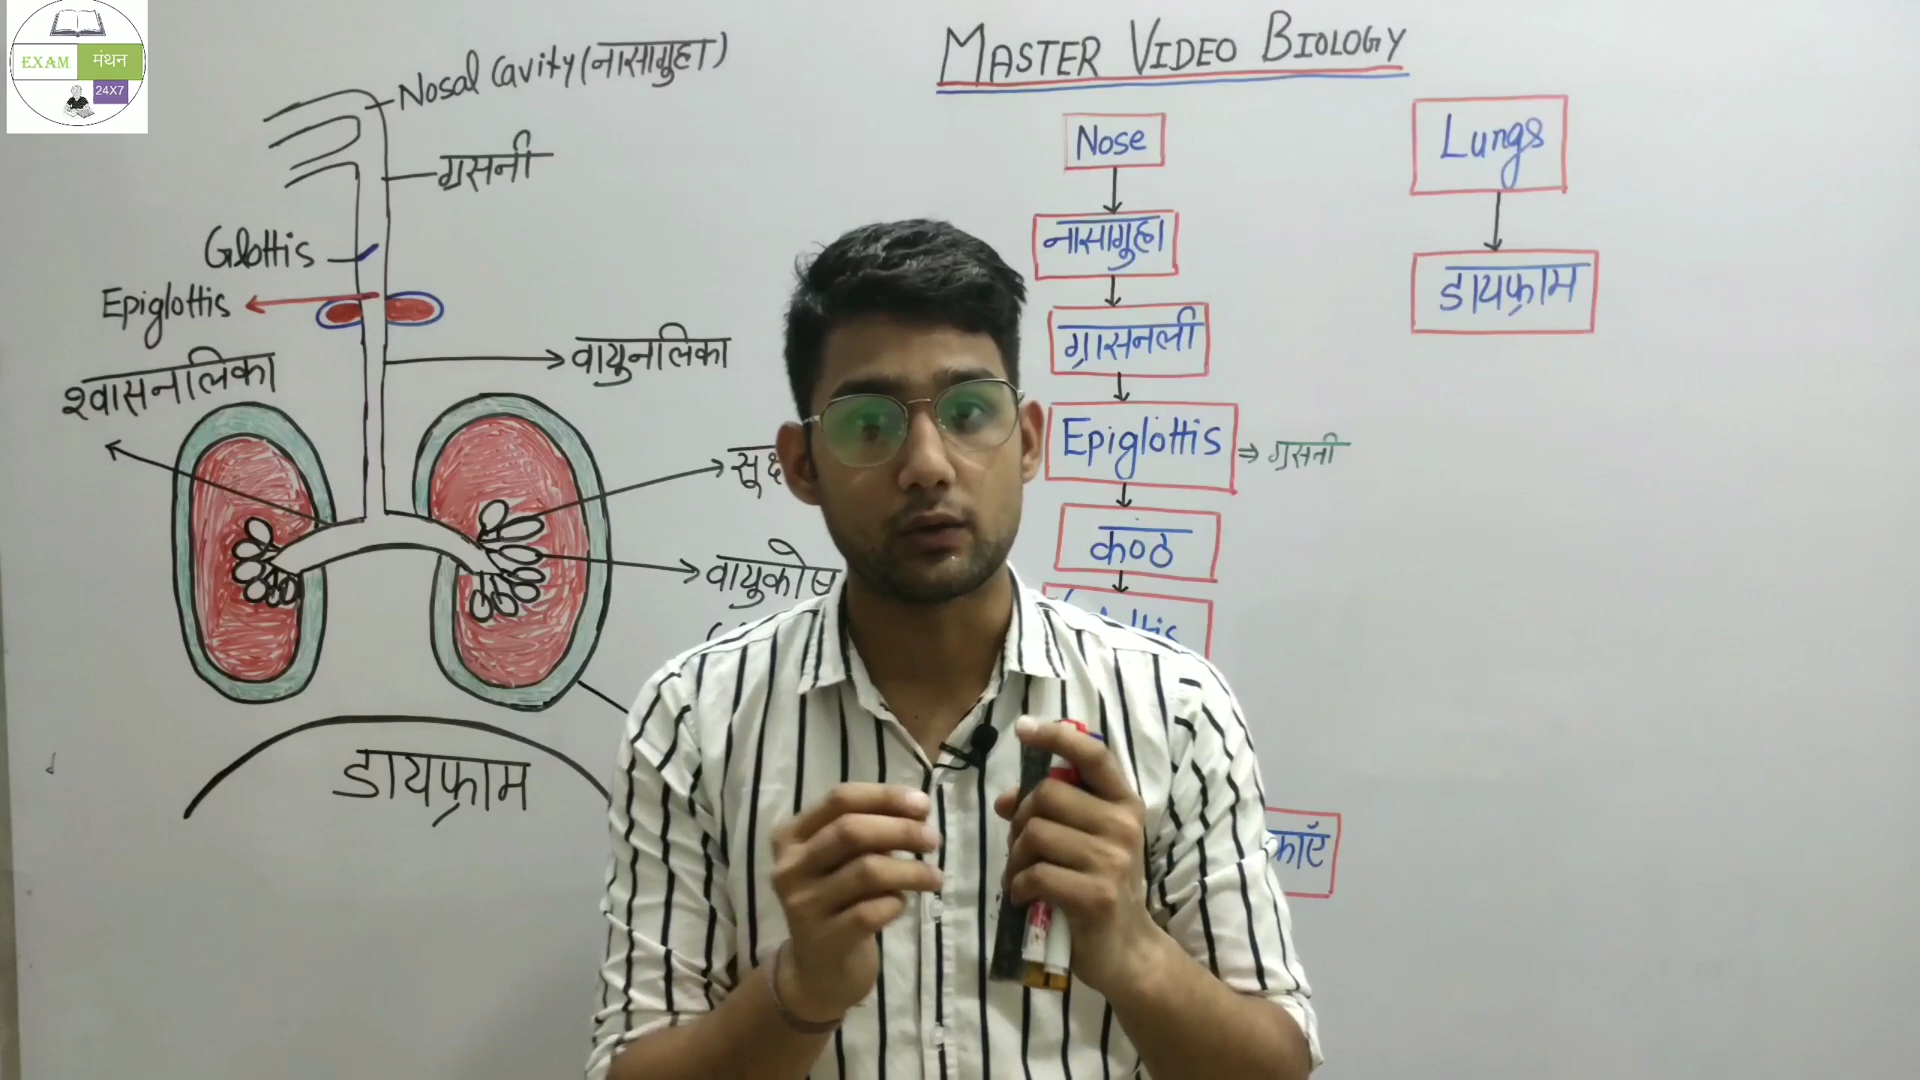 EXAM मंथन
24X7
Nosal Cavity (नासागुहा)
ग्रसनी
Glottis
Epiglottis
श्वासनलिका
वायुनलिका
वायुकोष
डायफ्राम
MASTER VIDEO BIOLOGY
Nose
नासागुहा
ग्रासनली
Epiglottis ⇒ ग्रसनी
कण्ठ
Lungs
डायफ्राम